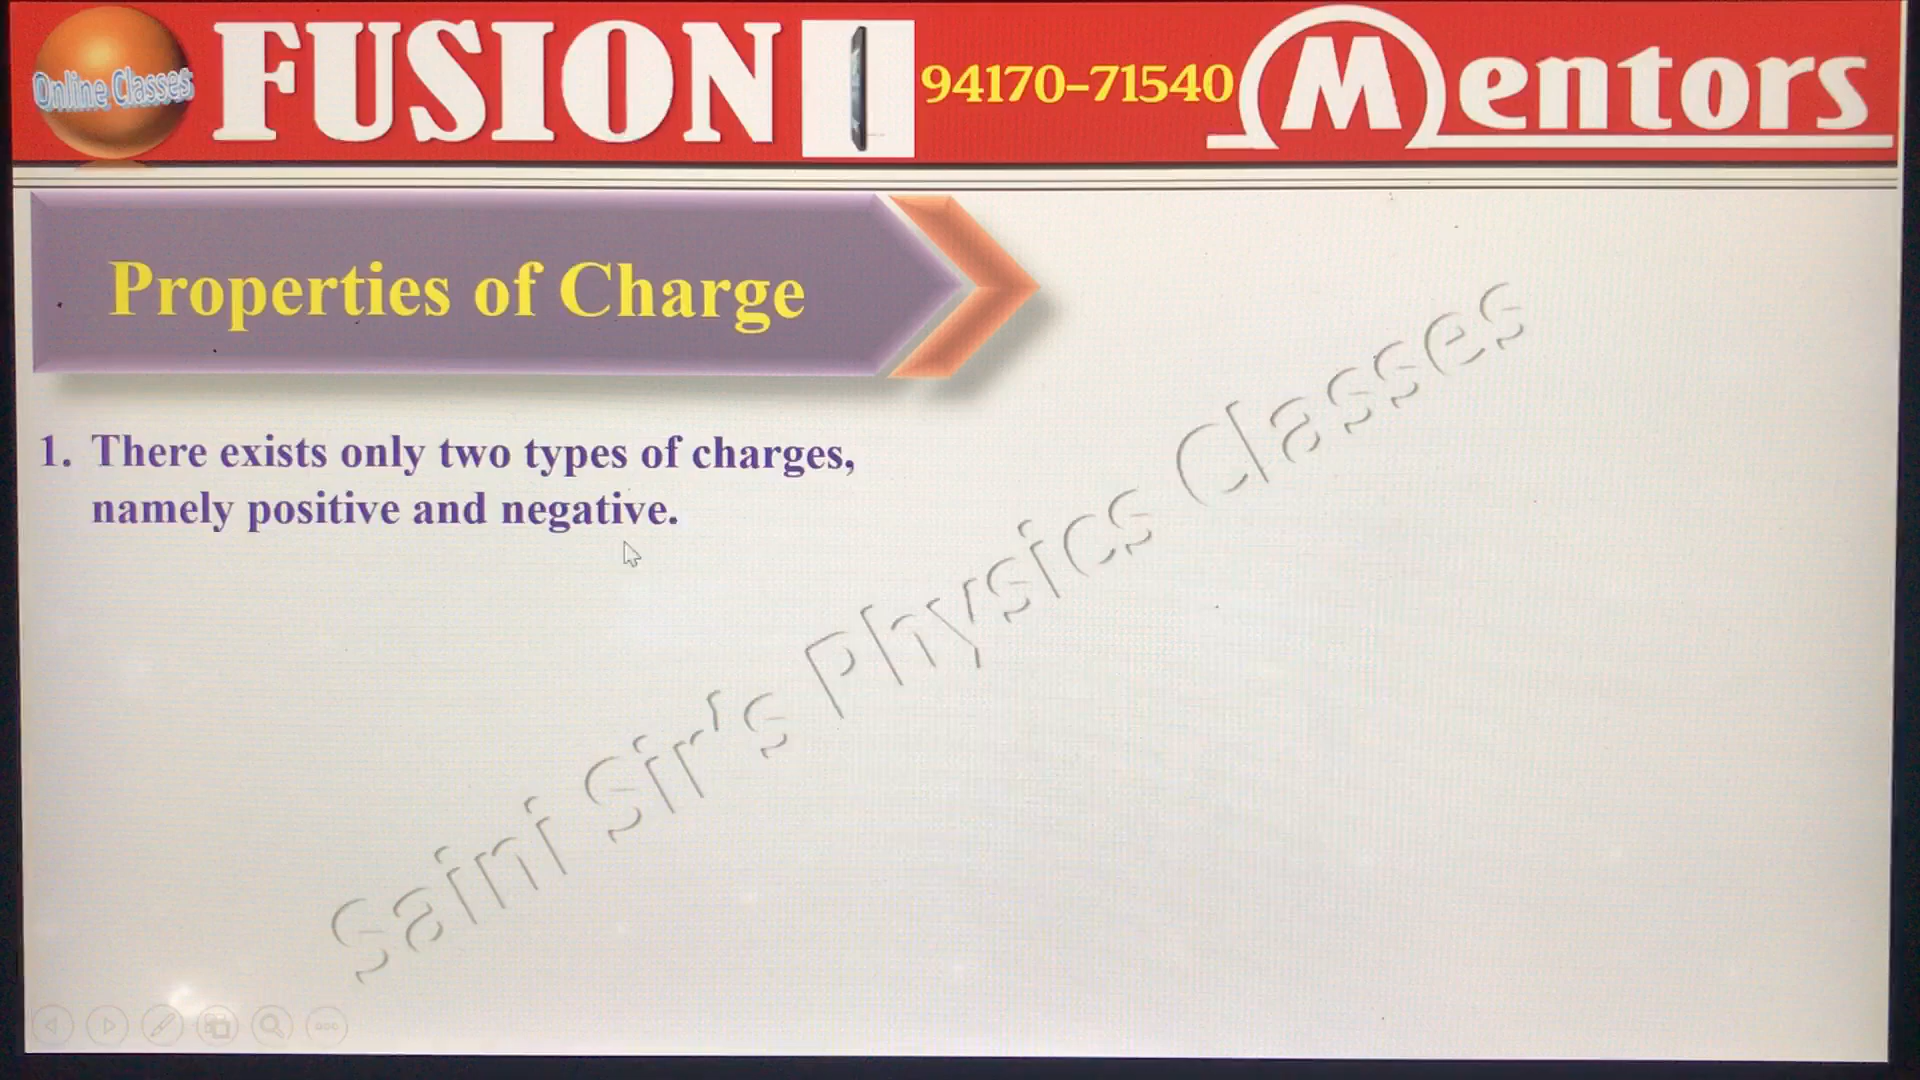 Online Classes
FUSION
94170-71540
Mentors
Properties of Charge
1. There exists only two types of charges,
namely positive and negative.
Saini Sir's Physics Classes